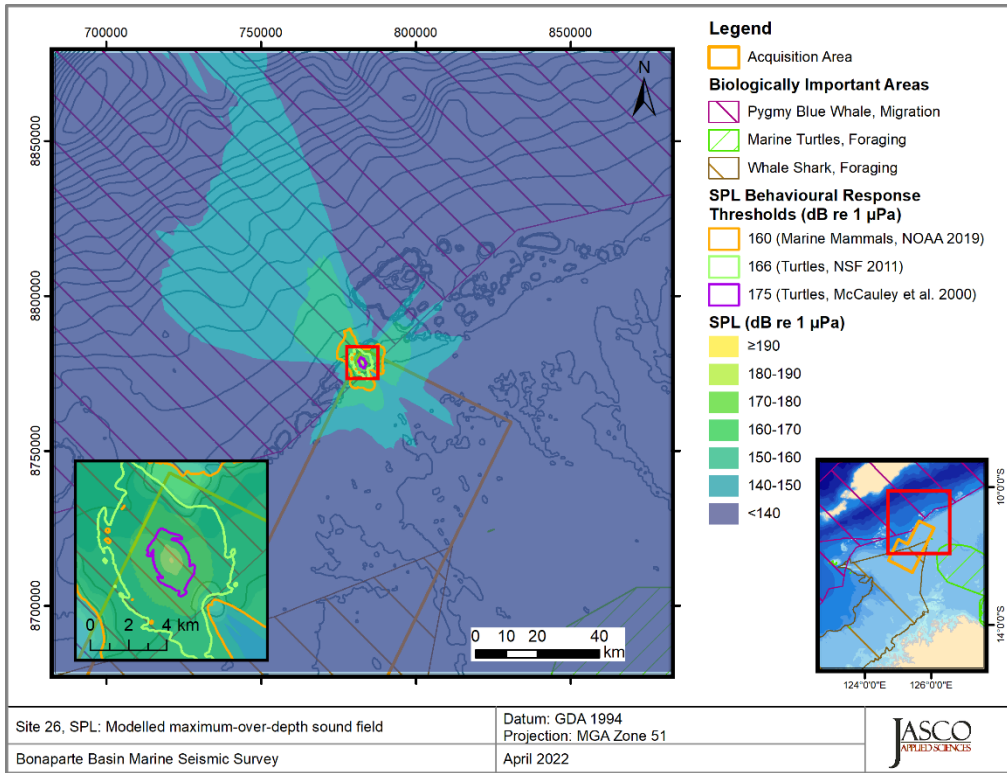 700000 750000 800000 850000
8850000
8800000
8750000
8700000
N
0 2 4 km
0 10 20 40
km
Legend
Acquisition Area
Biologically Important Areas
Pygmy Blue Whale, Migration
Marine Turtles, Foraging
Whale Shark, Foraging
SPL Behavioural Response
Thresholds (dB re 1 µPa)
160 (Marine Mammals, NOAA 2019)
166 (Turtles, NSF 2011)
175 (Turtles, McCauley et al. 2000)
SPL (dB re 1 µPa)
≥190
180-190
170-180
160-170
150-160
140-150
<140
10°0'0"S
14°0'0"S
124°0'0"E 126°0'0"E
Site 26, SPL: Modelled maximum-over-depth sound field
Datum: GDA 1994
Projection: MGA Zone 51
Bonaparte Basin Marine Seismic Survey
April 2022
JASCO
APPLIED SCIENCES